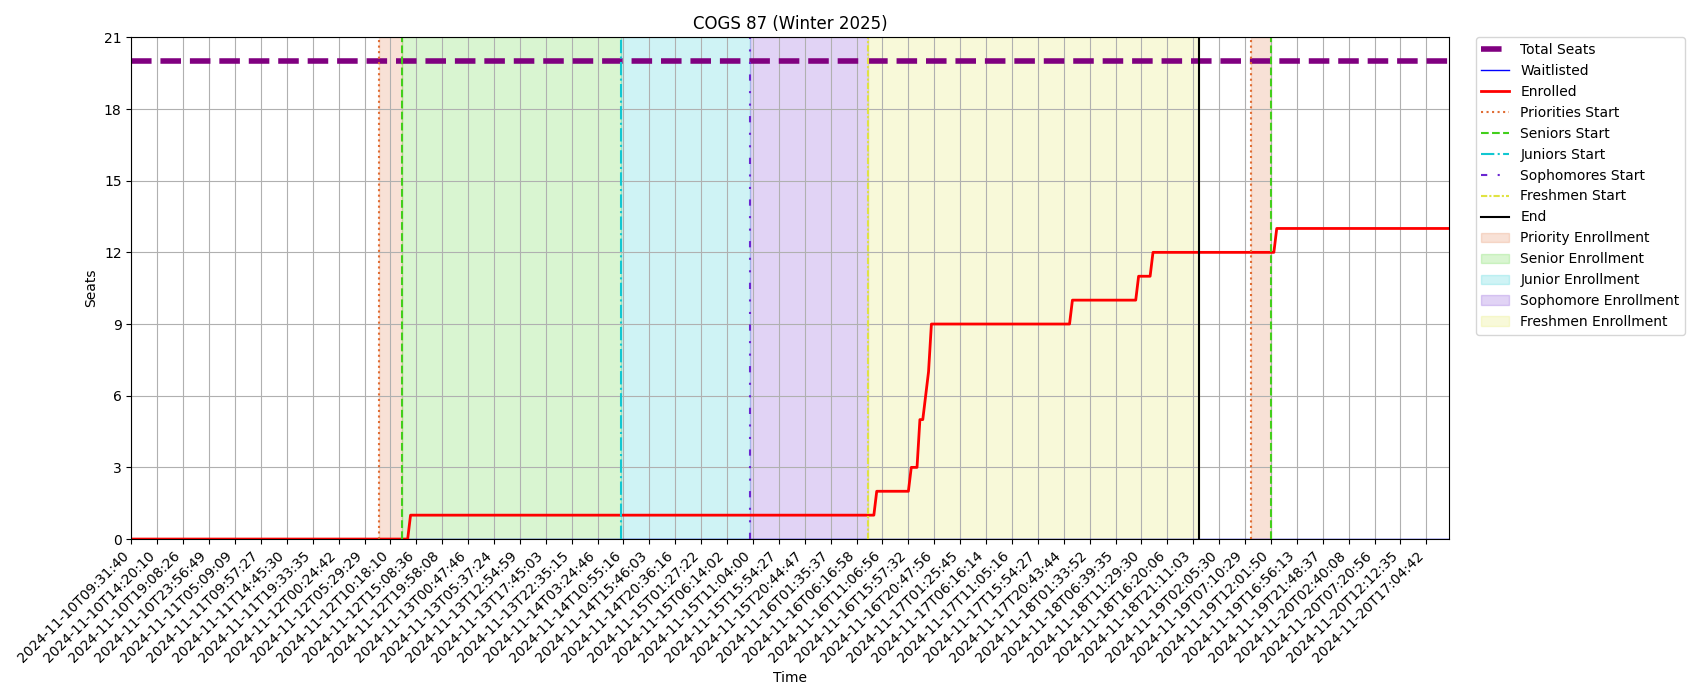 COGS 87 (Winter 2025)
21
18
15
12
9
6
3
0
Seats
2024-11-10T09:31:40
2024-11-10T14:20:10
2024-11-10T19:08:26
2024-11-10T23:56:49
2024-11-11T05:09:09
2024-11-11T09:57:27
2024-11-11T14:45:30
2024-11-11T19:33:35
2024-11-12T00:24:42
2024-11-12T05:29:29
2024-11-12T10:18:10
2024-11-12T15:08:36
2024-11-12T19:58:08
2024-11-13T00:47:46
2024-11-13T05:37:24
2024-11-13T12:54:59
2024-11-13T17:45:03
2024-11-13T22:35:15
2024-11-14T03:24:46
2024-11-14T10:55:16
2024-11-14T15:46:03
2024-11-14T20:36:16
2024-11-15T01:27:22
2024-11-15T06:14:02
2024-11-15T11:04:00
2024-11-15T15:54:27
2024-11-15T20:44:47
2024-11-16T01:35:37
2024-11-16T06:16:58
2024-11-16T11:06:56
2024-11-16T15:57:32
2024-11-16T20:47:56
2024-11-17T01:25:45
2024-11-17T06:16:14
2024-11-17T11:05:16
2024-11-17T15:54:27
2024-11-17T20:43:44
2024-11-18T01:33:52
2024-11-18T06:39:35
2024-11-18T11:29:30
2024-11-18T16:20:06
2024-11-18T21:11:03
2024-11-19T02:05:30
2024-11-19T07:10:29
2024-11-19T12:01:50
2024-11-19T16:56:13
2024-11-19T21:48:37
2024-11-20T02:40:08
2024-11-20T07:20:56
2024-11-20T12:12:35
2024-11-20T17:04:42
Time
Total Seats
Waitlisted
Enrolled
Priorities Start
Seniors Start
Juniors Start
Sophomores Start
Freshmen Start
End
Priority Enrollment
Senior Enrollment
Junior Enrollment
Sophomore Enrollment
Freshmen Enrollment